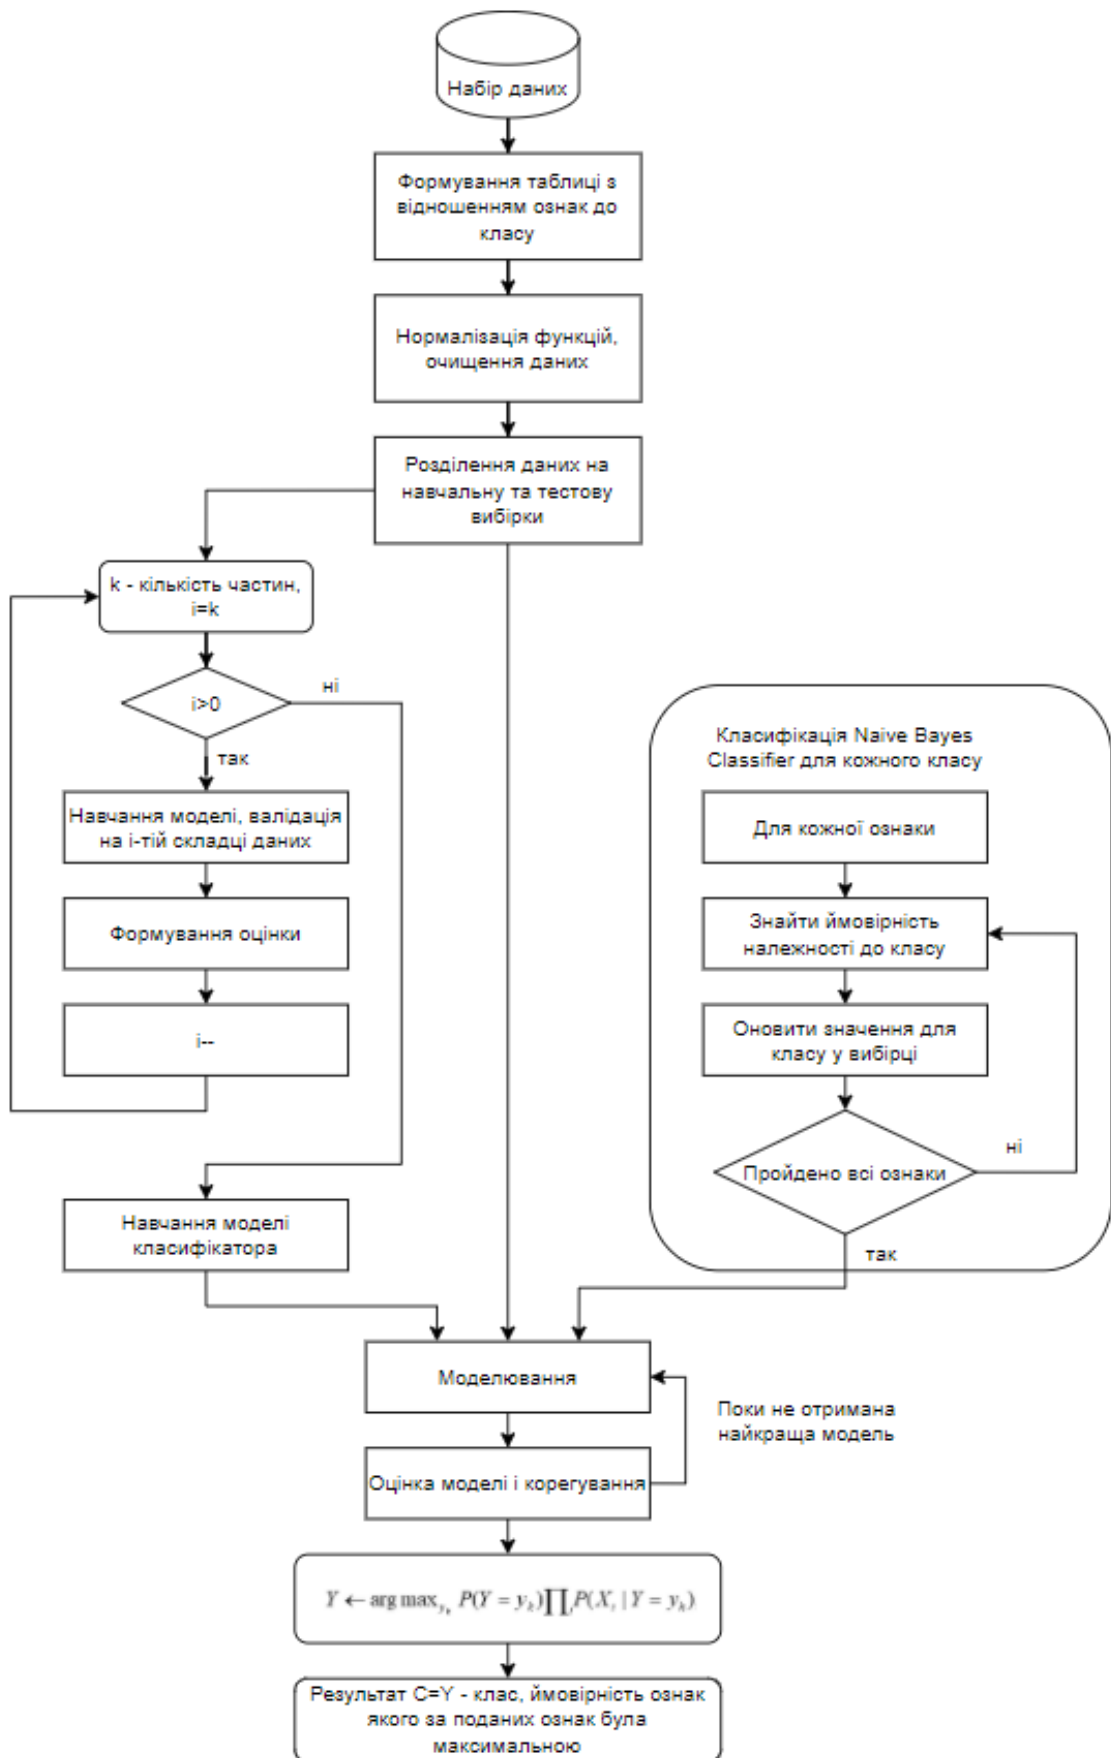 Набір даних
Формування таблиці з
відношенням ознак до
класу
Нормалізація функцій,
очищення даних
Розділення даних на
навчальну та тестову
вибірки
k - кількість частин,
i=k
i>0
ні
так
Навчання моделі, валідація
на і-тій складці даних
Формування оцінки
i--
Навчання моделі
класифікатора
Класифікація Naive Bayes
Classifier для кожного класу
Для кожної ознаки
Знайти ймовірність
належності до класу
Оновити значення для
класу у вибірці
Пройдено всі ознаки
ні
так
Моделювання
Поки не отримана
найкраща модель
Оцінка моделі і корегування
Y ← arg max_{y_k} P(Y = y_k)∏_i P(X_i | Y = y_k)
Результат C=Y - клас, ймовірність ознак
якого за поданих ознак була
максимальною